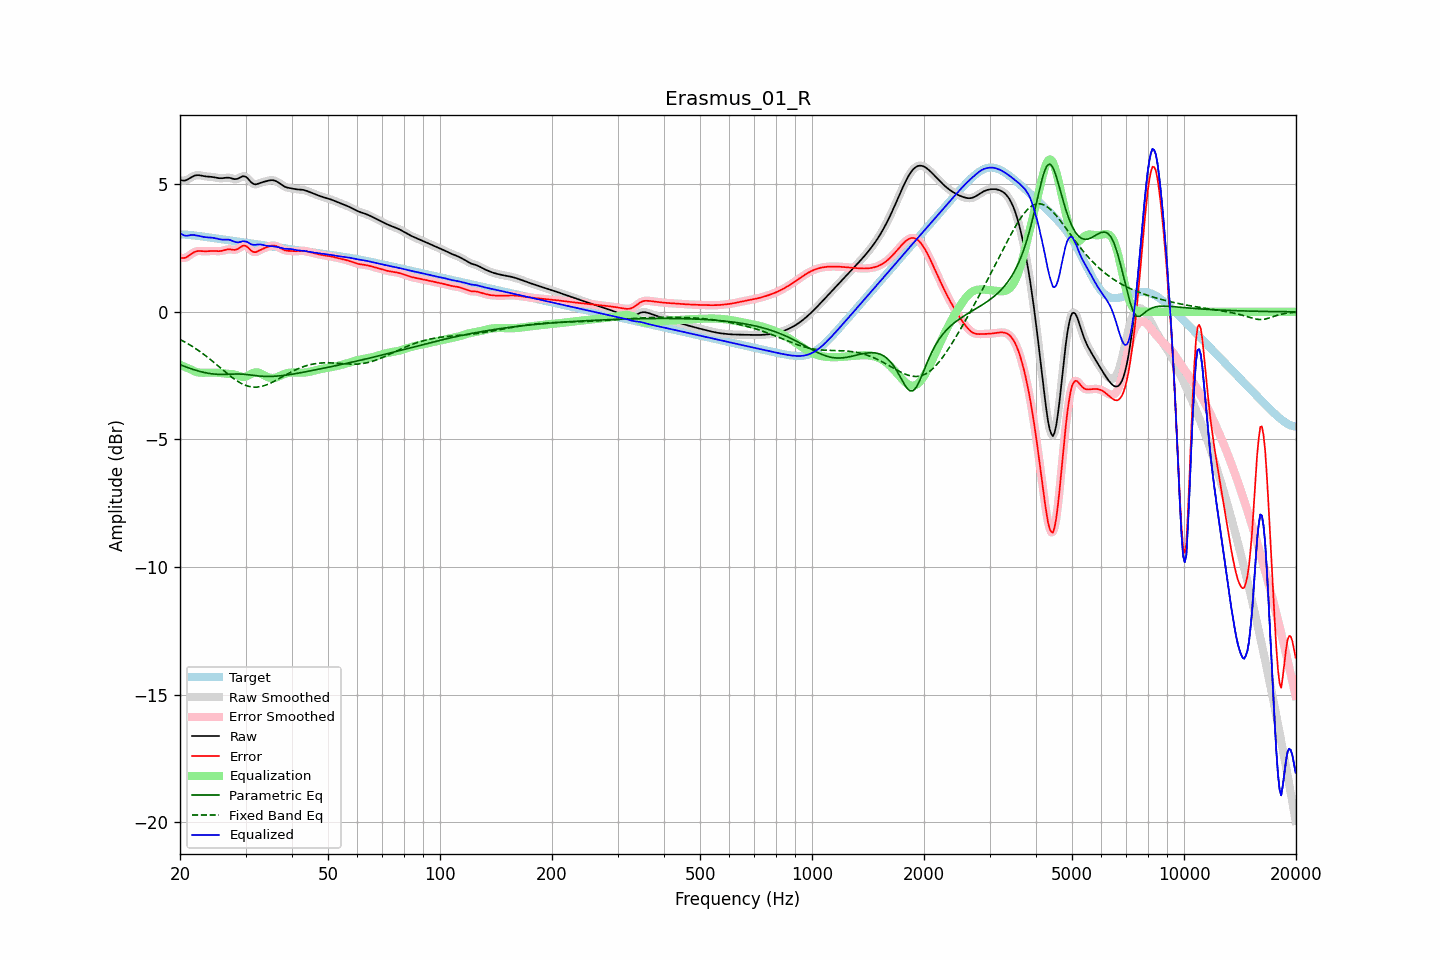 Erasmus_01_R
Amplitude (dBr)
5
0
−5
−10
−15
−20
Target
Raw Smoothed
Error Smoothed
Raw
Error
Equalization
Parametric Eq
Fixed Band Eq
Equalized
20 50 100 200 500 1000 2000 5000 10000 20000
Frequency (Hz)